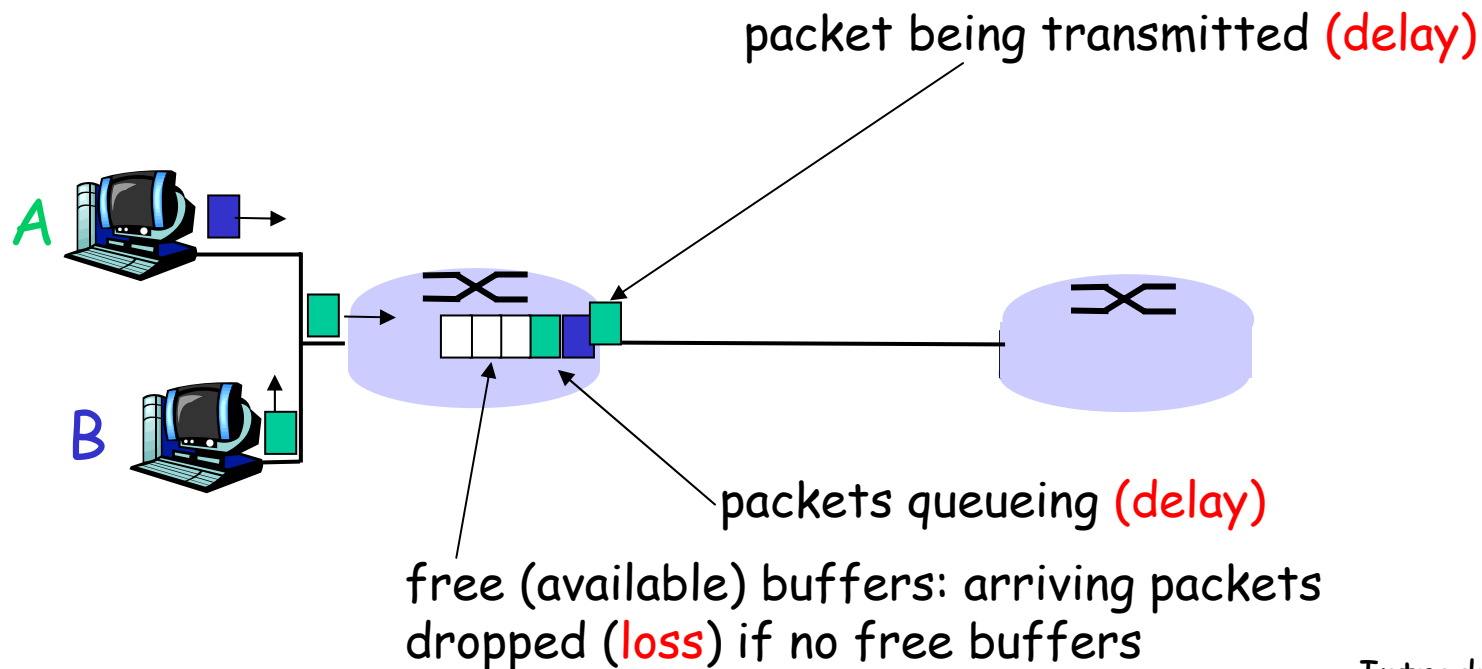 packet being transmitted (delay)
A
B
packets queueing (delay)
free (available) buffers: arriving packets
dropped (loss) if no free buffers